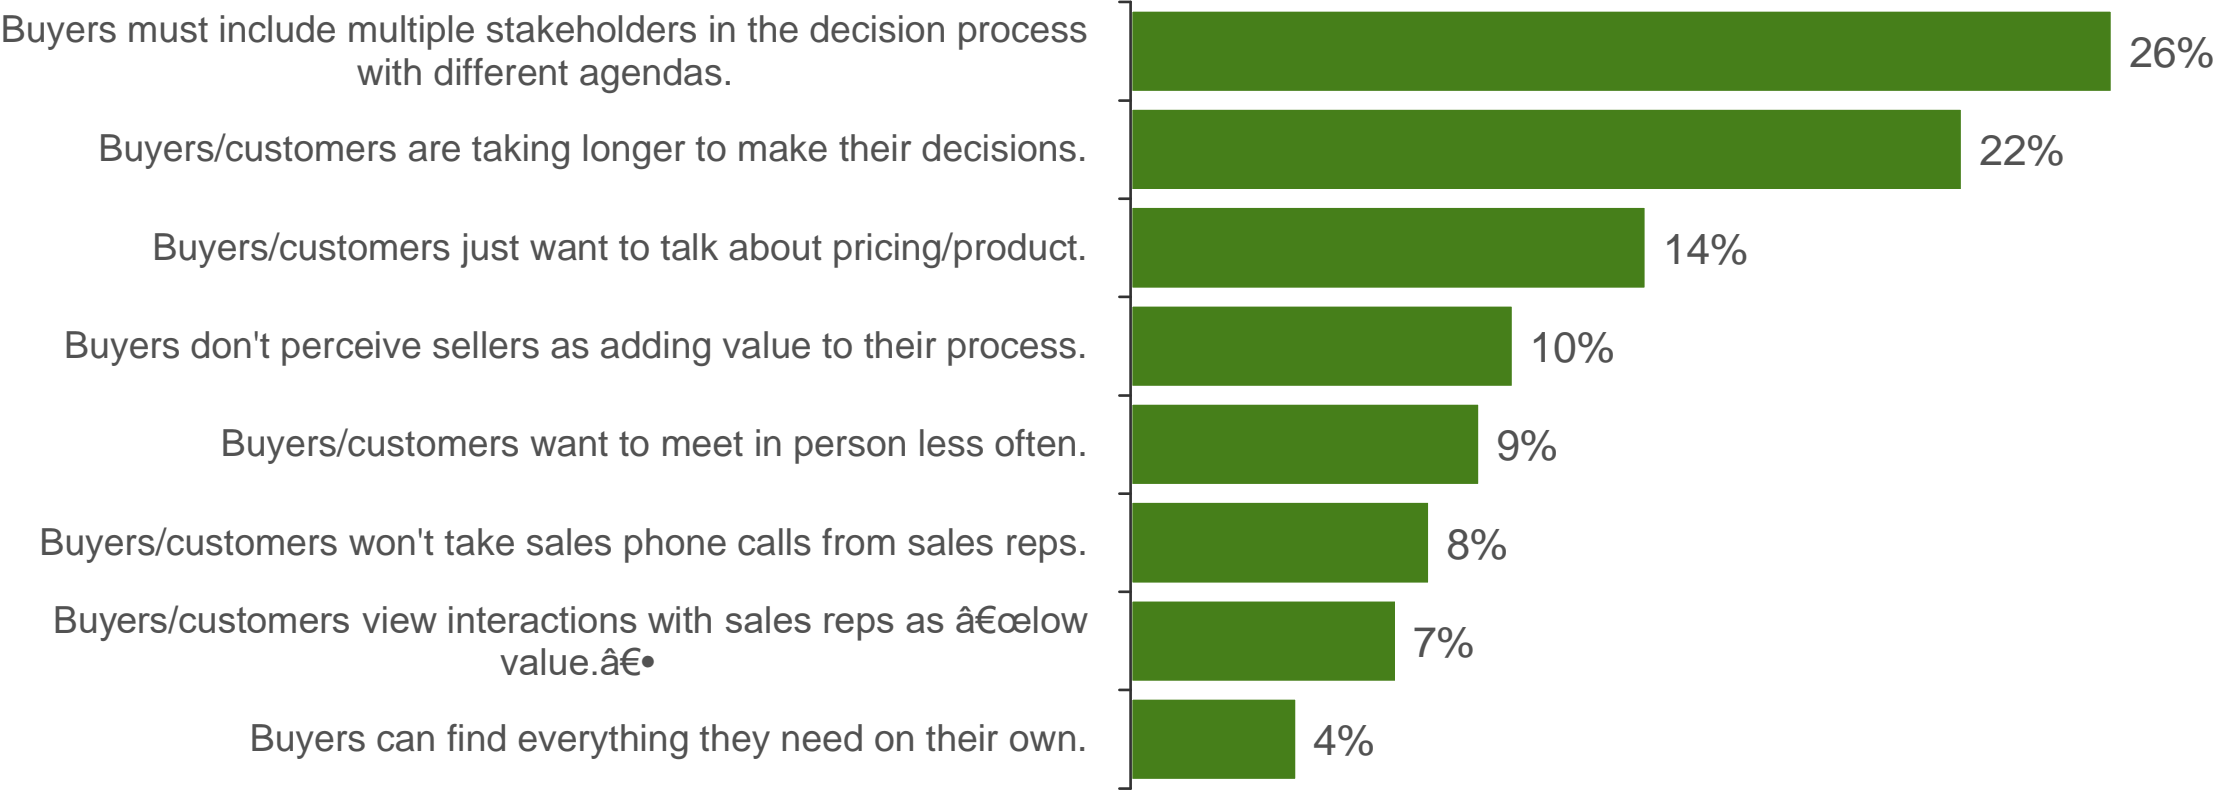 Buyers must include multiple stakeholders in the decision process
with different agendas.
26%
Buyers/customers are taking longer to make their decisions.
22%
Buyers/customers just want to talk about pricing/product.
14%
Buyers don't perceive sellers as adding value to their process.
10%
Buyers/customers want to meet in person less often.
9%
Buyers/customers won't take sales phone calls from sales reps.
8%
Buyers/customers view interactions with sales reps as â€œlow
value.â€•
7%
Buyers can find everything they need on their own.
4%